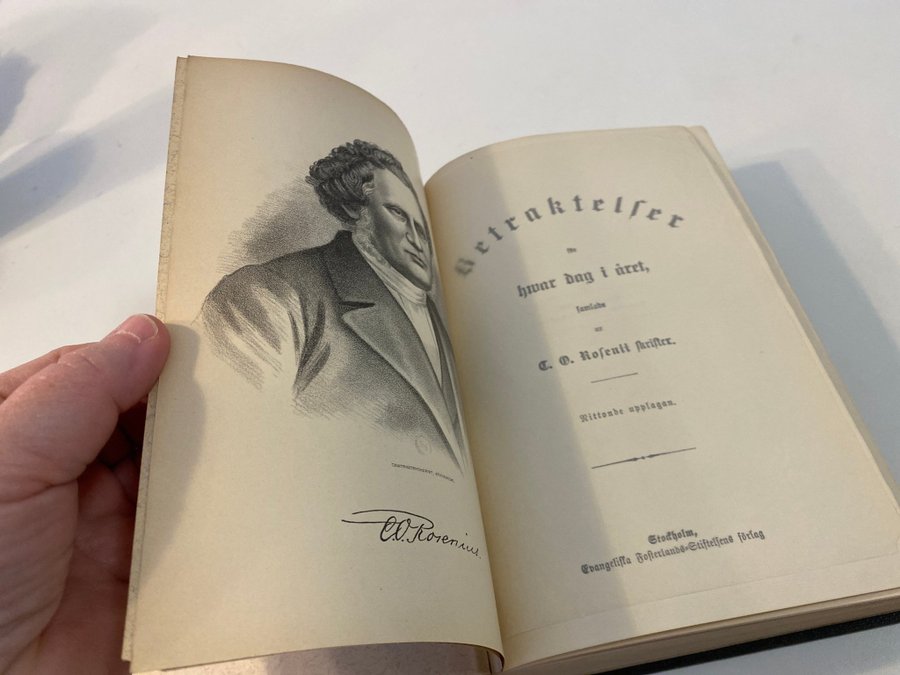 C.O. Rosenius.
Betraktelser
för
hwar dag i året,
samlade
ur
C. O. Rosenii skrifter.
Nittonde upplagan.
Stockholm,
Evangeliska Fosterlands-Stiftelsens förlag